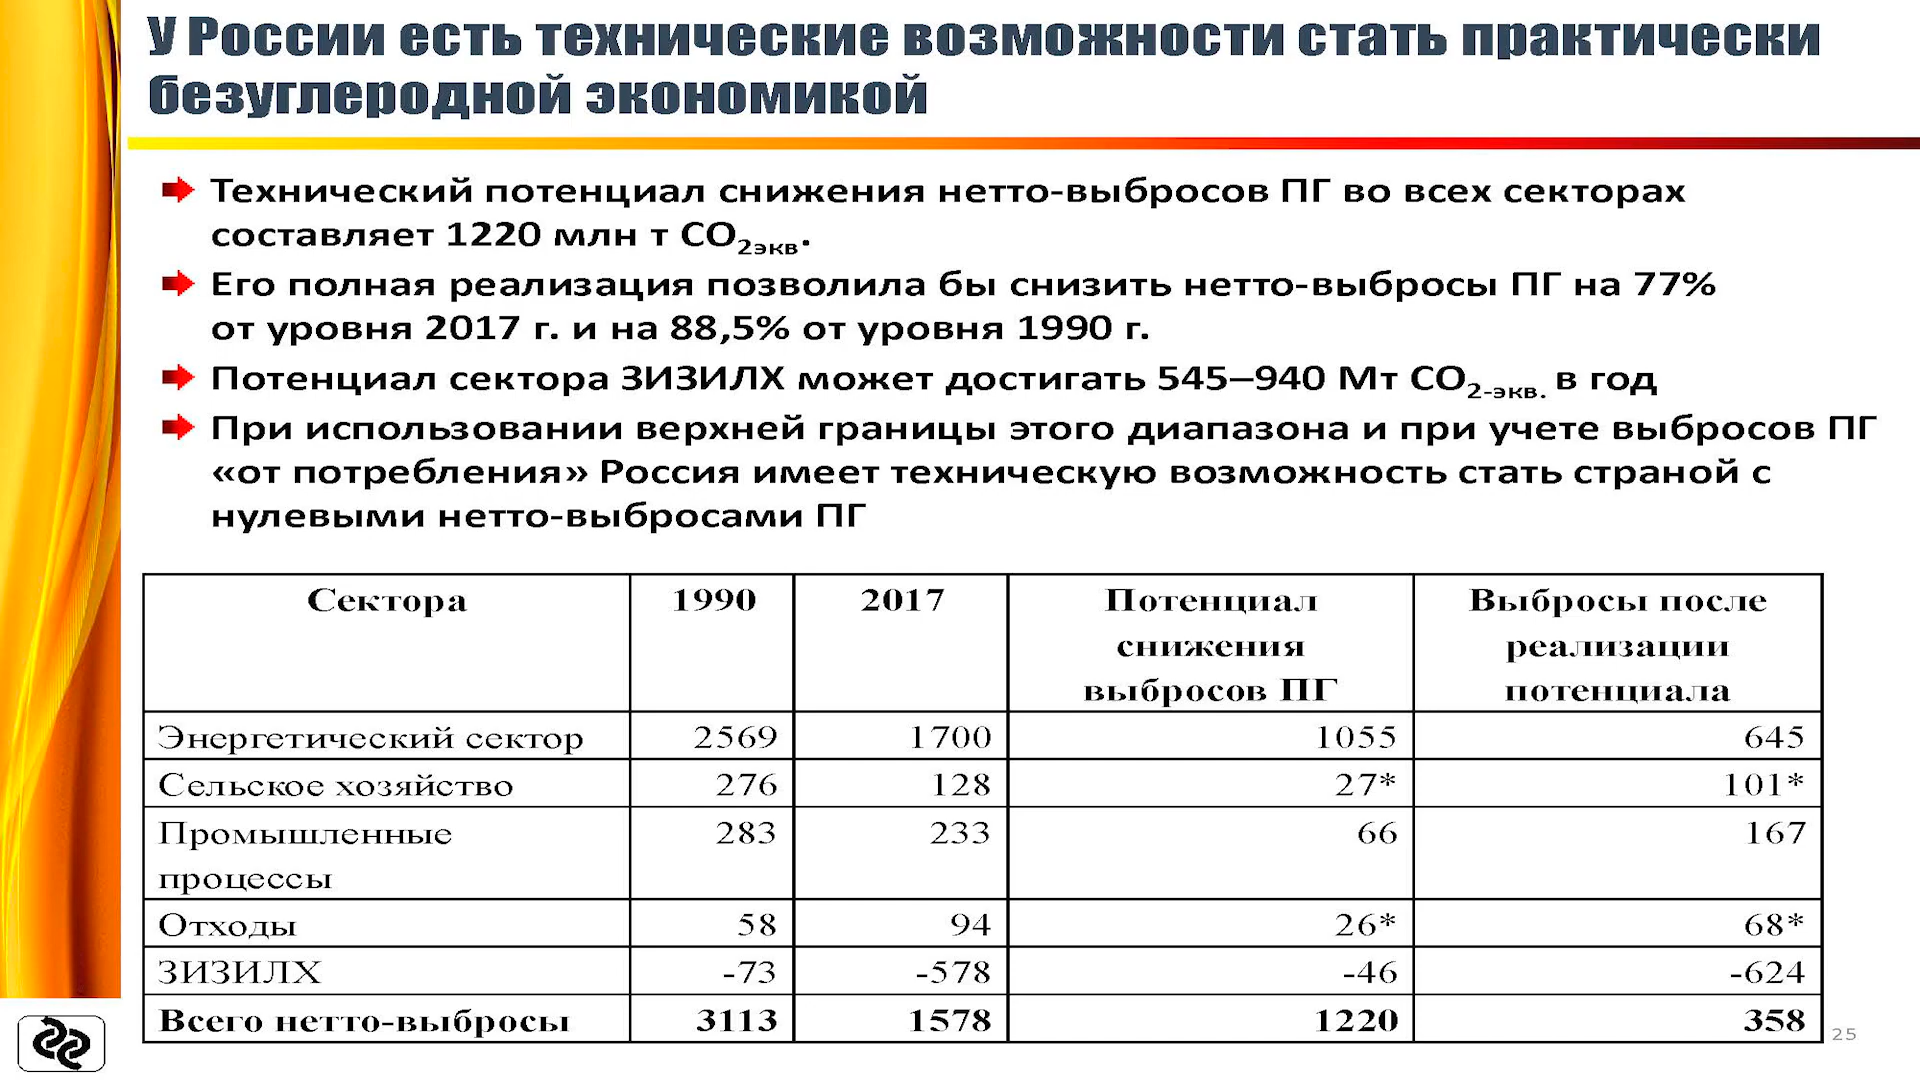 У России есть технические возможности стать практически
безуглеродной экономикой
Технический потенциал снижения нетто-выбросов ПГ во всех секторах
составляет 1220 млн т СО2экв.
Его полная реализация позволила бы снизить нетто-выбросы ПГ на 77%
от уровня 2017 г. и на 88,5% от уровня 1990 г.
Потенциал сектора ЗИЗИЛХ может достигать 545–940 Мт СО2-экв. в год
При использовании верхней границы этого диапазона и при учете выбросов ПГ
«от потребления» Россия имеет техническую возможность стать страной с
нулевыми нетто-выбросами ПГ
Сектора 1990 2017 Потенциал снижения выбросов ПГ Выбросы после реализации потенциала
Энергетический сектор 2569 1700 1055 645
Сельское хозяйство 276 128 27* 101*
Промышленные процессы 283 233 66 167
Отходы 58 94 26* 68*
ЗИЗИЛХ -73 -578 -46 -624
Всего нетто-выбросы 3113 1578 1220 358
25